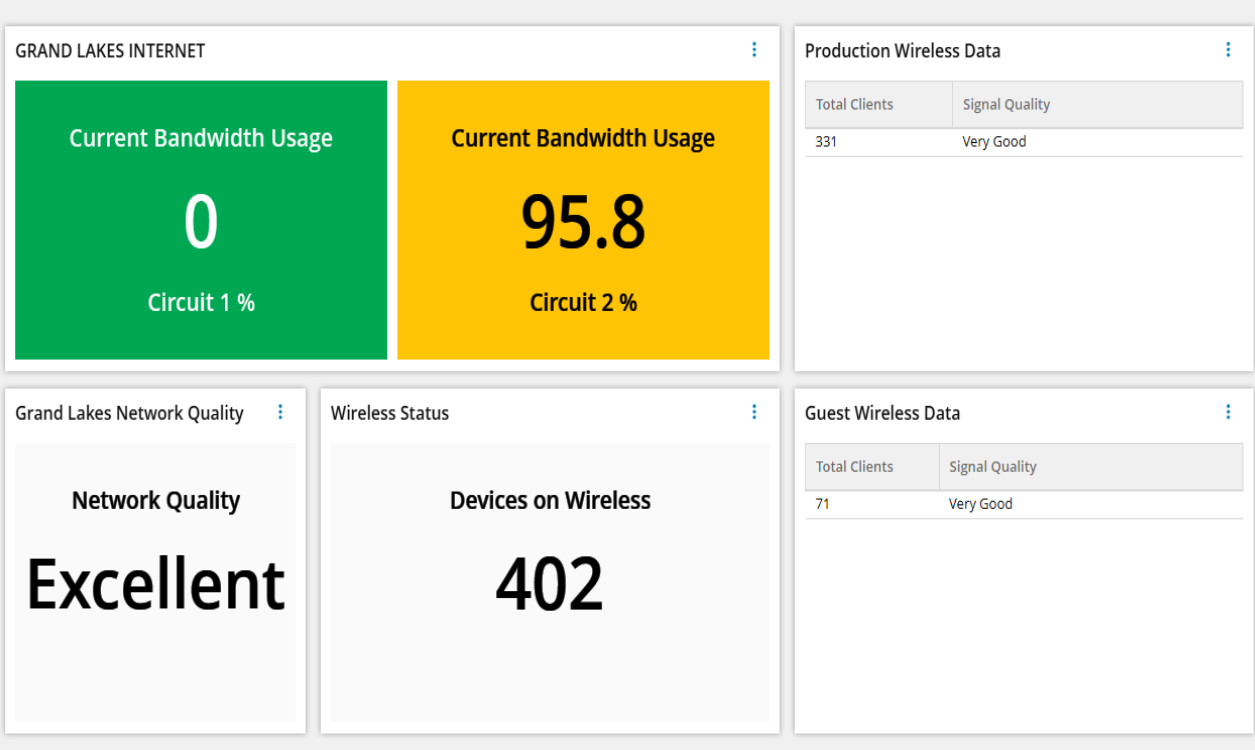 GRAND LAKES INTERNET
Current Bandwidth Usage
0
Circuit 1 %
Current Bandwidth Usage
95.8
Circuit 2 %
Production Wireless Data
Total Clients Signal Quality
331 Very Good
Grand Lakes Network Quality
Network Quality
Excellent
Wireless Status
Devices on Wireless
402
Guest Wireless Data
Total Clients Signal Quality
71 Very Good